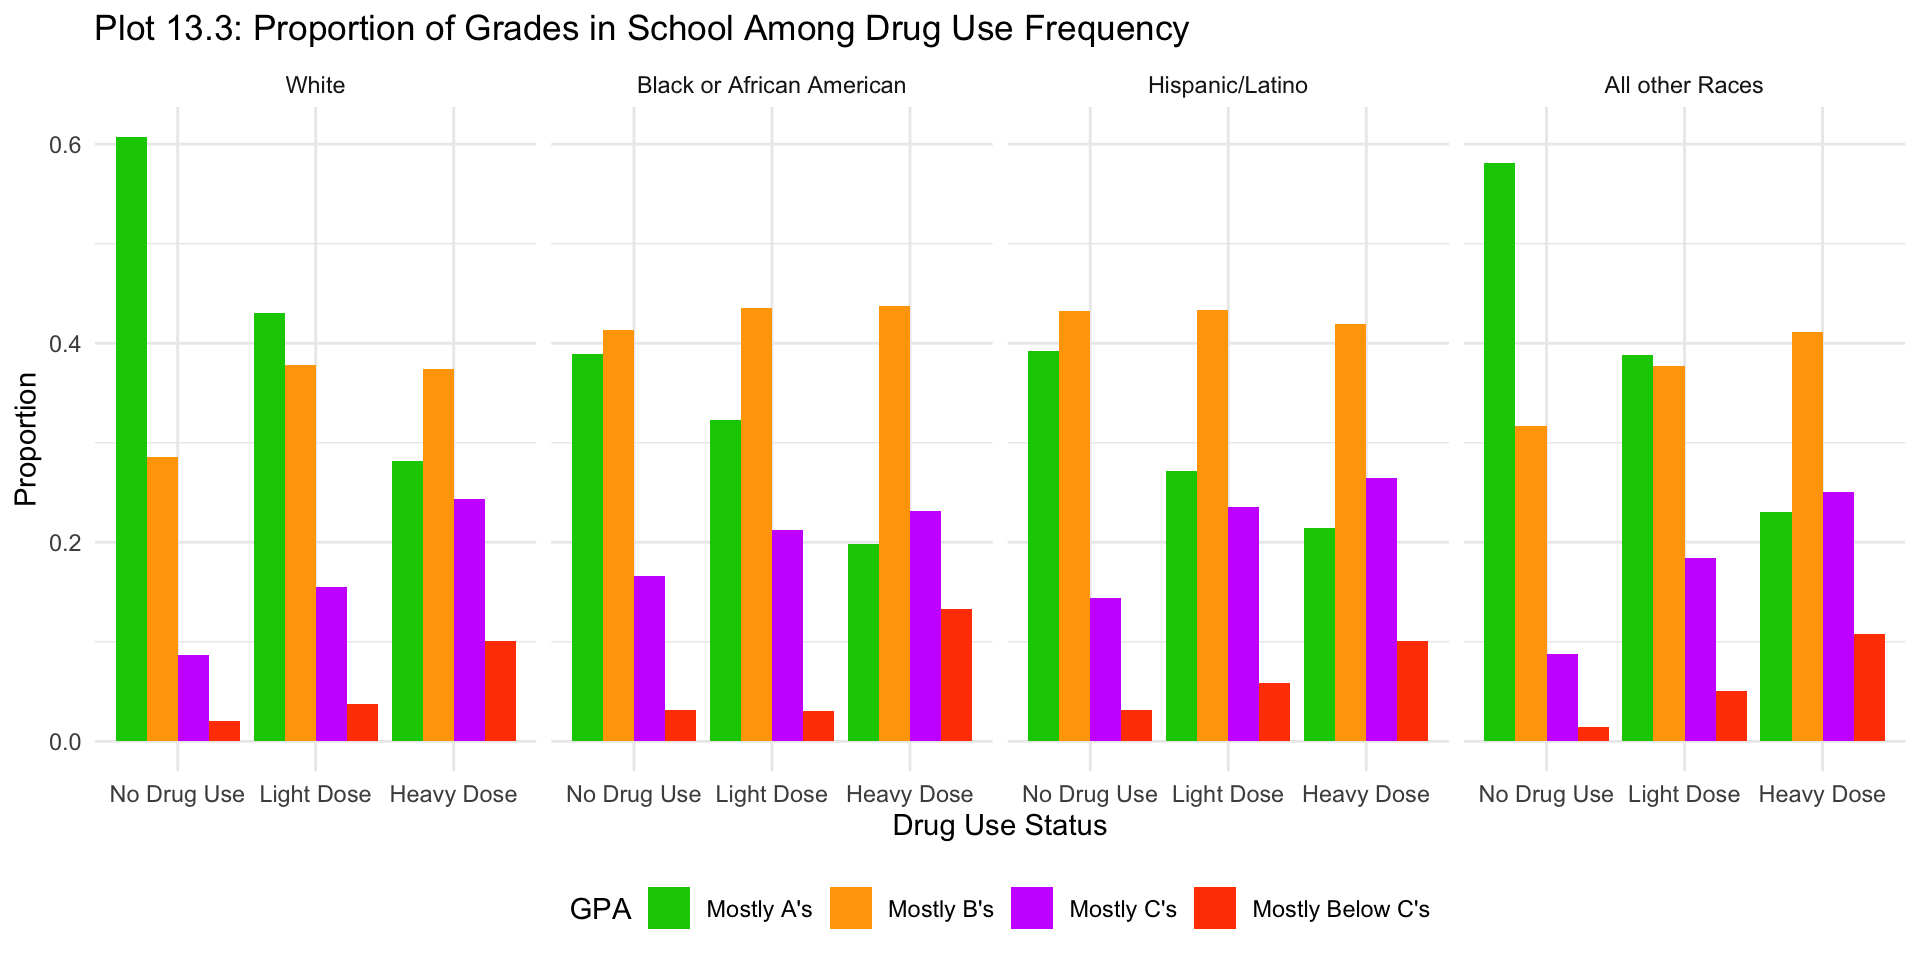 Plot 13.3: Proportion of Grades in School Among Drug Use Frequency
White Black or African American Hispanic/Latino All other Races
Proportion
0.6
0.4
0.2
0.0
No Drug Use Light Dose Heavy Dose No Drug Use Light Dose Heavy Dose No Drug Use Light Dose Heavy Dose No Drug Use Light Dose Heavy Dose
Drug Use Status
GPA Mostly A's Mostly B's Mostly C's Mostly Below C's